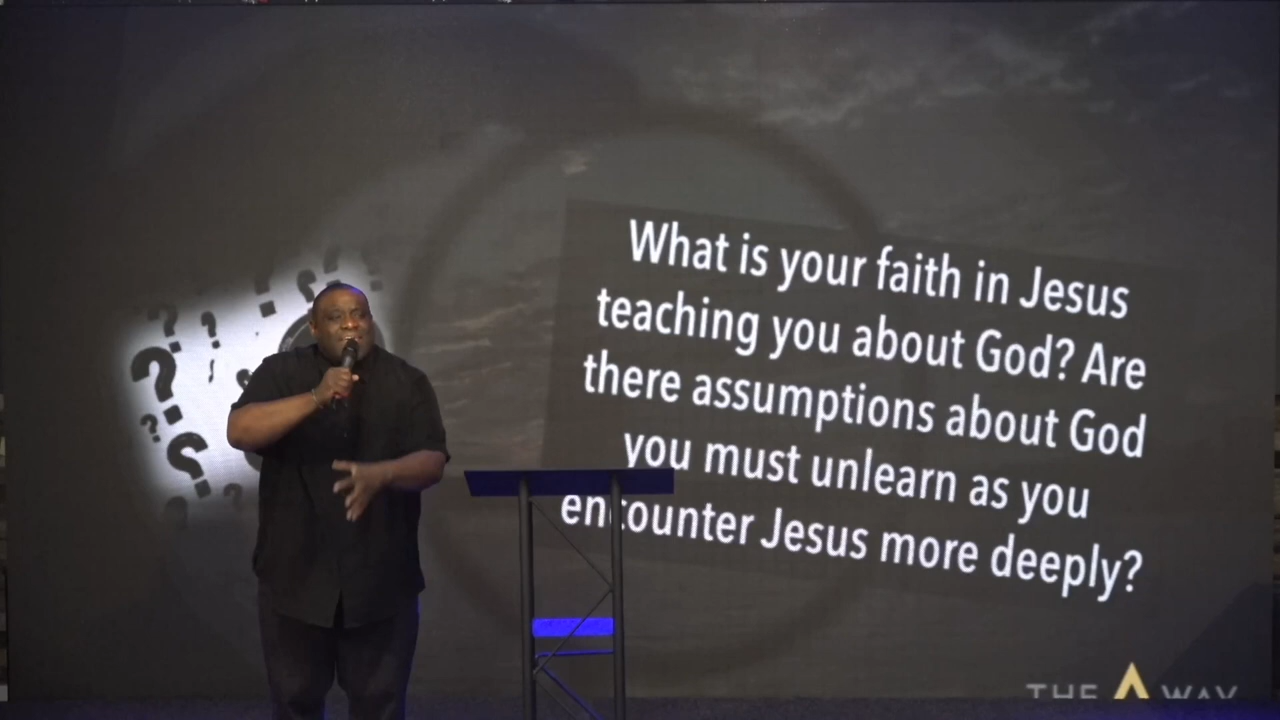 What is your faith in Jesus
teaching you about God? Are
there assumptions about God
you must unlearn as you
encounter Jesus more deeply?
THE WAY